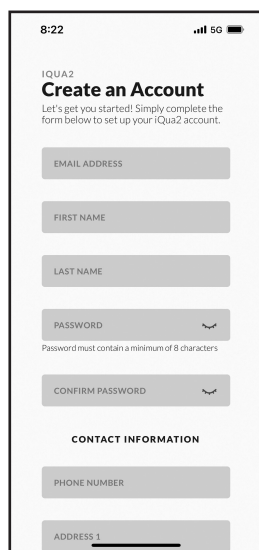 8:22
5G
IQUA2
Create an Account
Let's get you started! Simply complete the
form below to set up your iQua2 account.
EMAIL ADDRESS
FIRST NAME
LAST NAME
PASSWORD
Password must contain a minimum of 8 characters
CONFIRM PASSWORD
CONTACT INFORMATION
PHONE NUMBER
ADDRESS 1